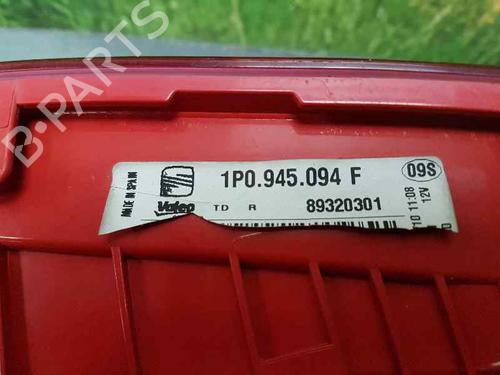 B-PARTS
MADE IN SPAIN
1P0.945.094 F
09S
Valeo TD R 89320301
10 11:08
12V